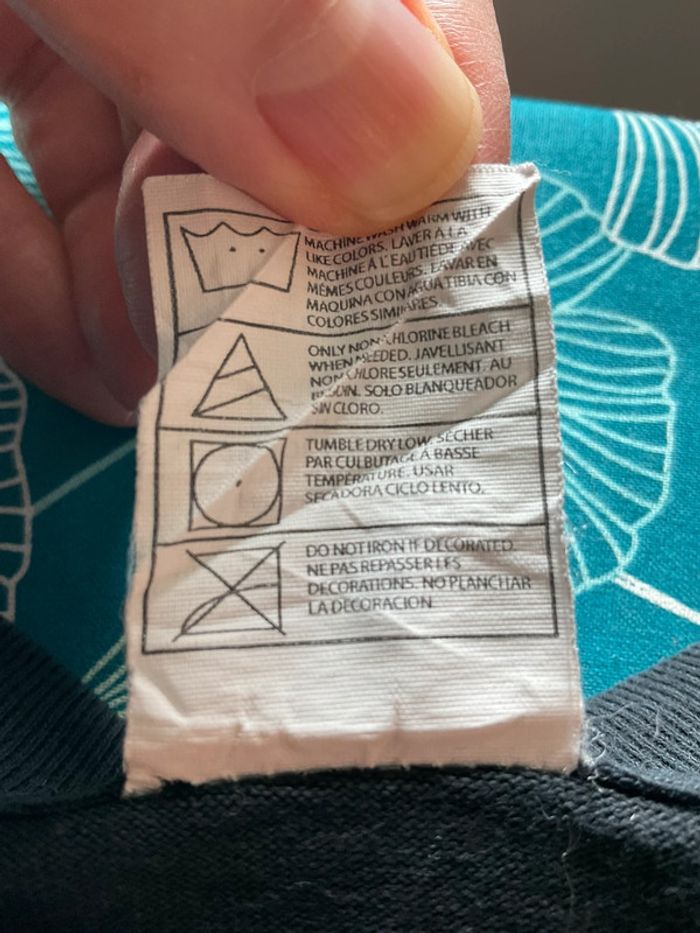 MACHINE WASH WARM WITH
LIKE COLORS. LAVER A LA
MACHINE A L'EAU TIÈDE AVEC
MÊMES COULEURS. LAVAR EN
MAQUINA CON AGUA TIBIA CON
COLORES SIMILARES.
ONLY NON-CHLORINE BLEACH
WHEN NEEDED. JAVELLISANT
NON CHLORE SEULEMENT. AU
BESOIN. SOLO BLANQUEADOR
SIN CLORO.
TUMBLE DRY LOW. SECHER
PAR CULBUTAGE A BASSE
TEMPÉRATURE. USAR
SECADORA CICLO LENTO.
DO NOT IRON IF DECORATED.
NE PAS REPASSER LES
DECORATIONS. NO PLANCHAR
LA DECORACION